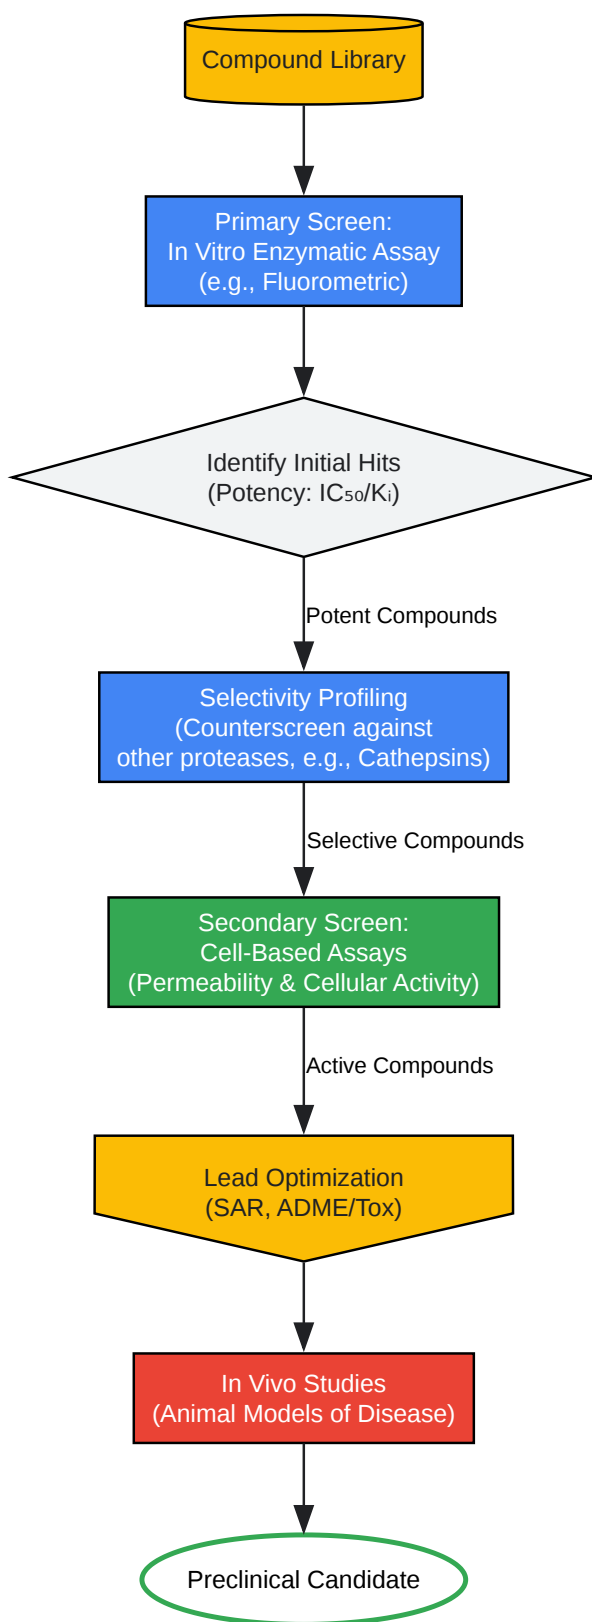 Compound Library
Primary Screen:
In Vitro Enzymatic Assay
(e.g., Fluorometric)
Identify Initial Hits
(Potency: IC₅₀/Kᵢ)
Potent Compounds
Selectivity Profiling
(Counterscreen against
other proteases, e.g., Cathepsins)
Selective Compounds
Secondary Screen:
Cell-Based Assays
(Permeability & Cellular Activity)
Active Compounds
Lead Optimization
(SAR, ADME/Tox)
In Vivo Studies
(Animal Models of Disease)
Preclinical Candidate